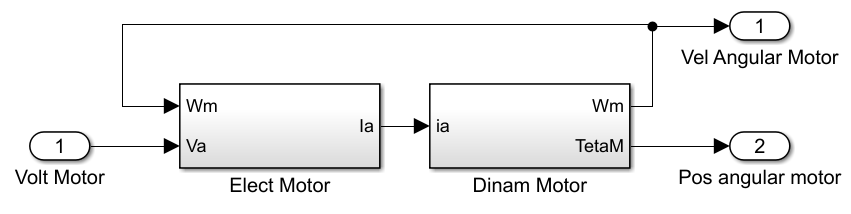 1
Vel Angular Motor
Wm
Va
Ia
ia
Wm
TetaM
1
Volt Motor
2
Pos angular motor
Elect Motor
Dinam Motor